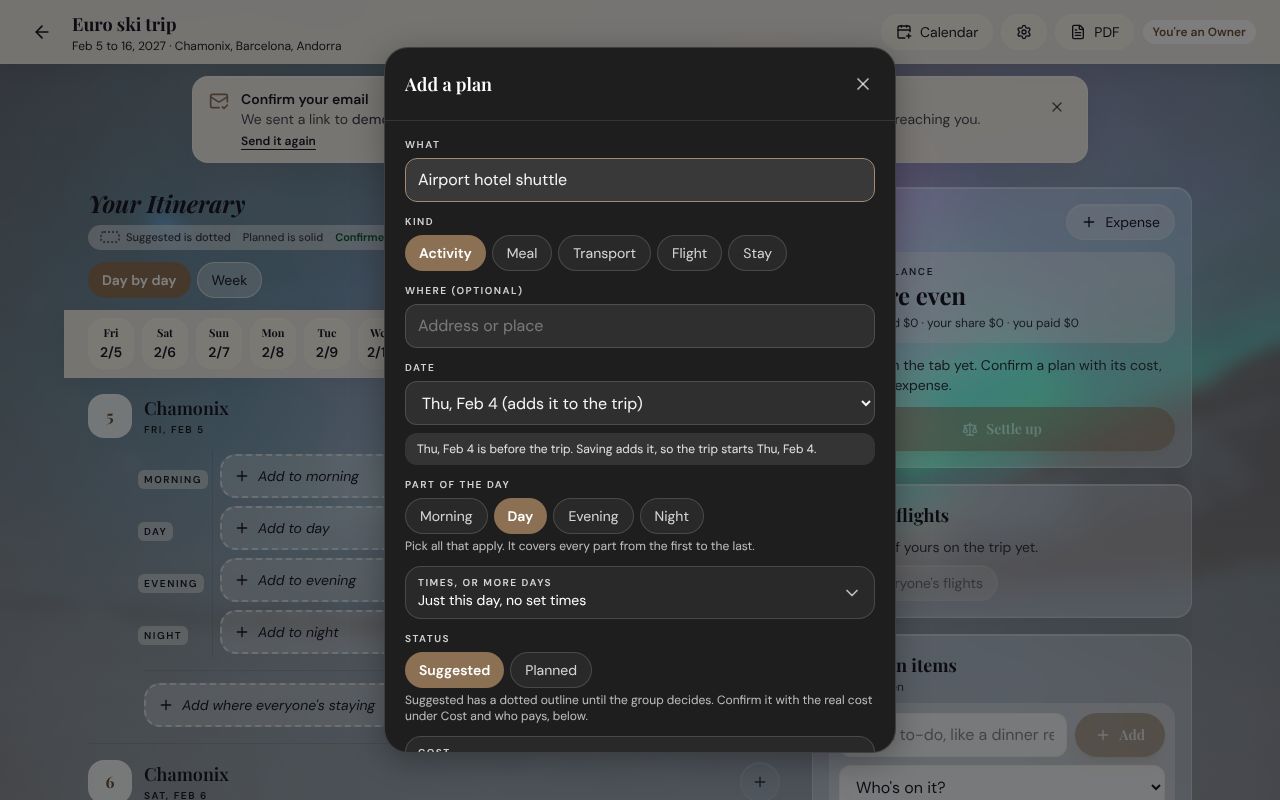 Euro ski trip
Feb 5 to 16, 2027 · Chamonix, Barcelona, Andorra
Calendar
PDF
You're an Owner
Confirm your email
We sent a link to
reaching you.
Send it again
Your Itinerary
Suggested is dotted Planned is solid
Day by day
Week
Fri Sat Sun Mon Tue
2/5 2/6 2/7 2/8 2/9
5
Chamonix
FRI, FEB 5
MORNING
+ Add to morning
DAY
+ Add to day
EVENING
+ Add to evening
NIGHT
+ Add to night
+ Add where everyone's staying
6
Chamonix
SAT, FEB 6
+
Add a plan
WHAT
Airport hotel shuttle
KIND
Activity Meal Transport Flight Stay
WHERE (OPTIONAL)
Address or place
DATE
Thu, Feb 4 (adds it to the trip)
Thu, Feb 4 is before the trip. Saving adds it, so the trip starts Thu, Feb 4.
PART OF THE DAY
Morning Day Evening Night
Pick all that apply. It covers every part from the first to the last.
TIMES, OR MORE DAYS
Just this day, no set times
STATUS
Suggested Planned
Suggested has a dotted outline until the group decides. Confirm it with the real cost
under Cost and who pays, below.
COST
+ Expense
even
$0 · your share $0 · you paid $0
the tab yet. Confirm a plan with its cost,
expense.
Settle up
flights
yours on the trip yet.
flights
items
to-do, like a dinner
+ Add
Who's on it?